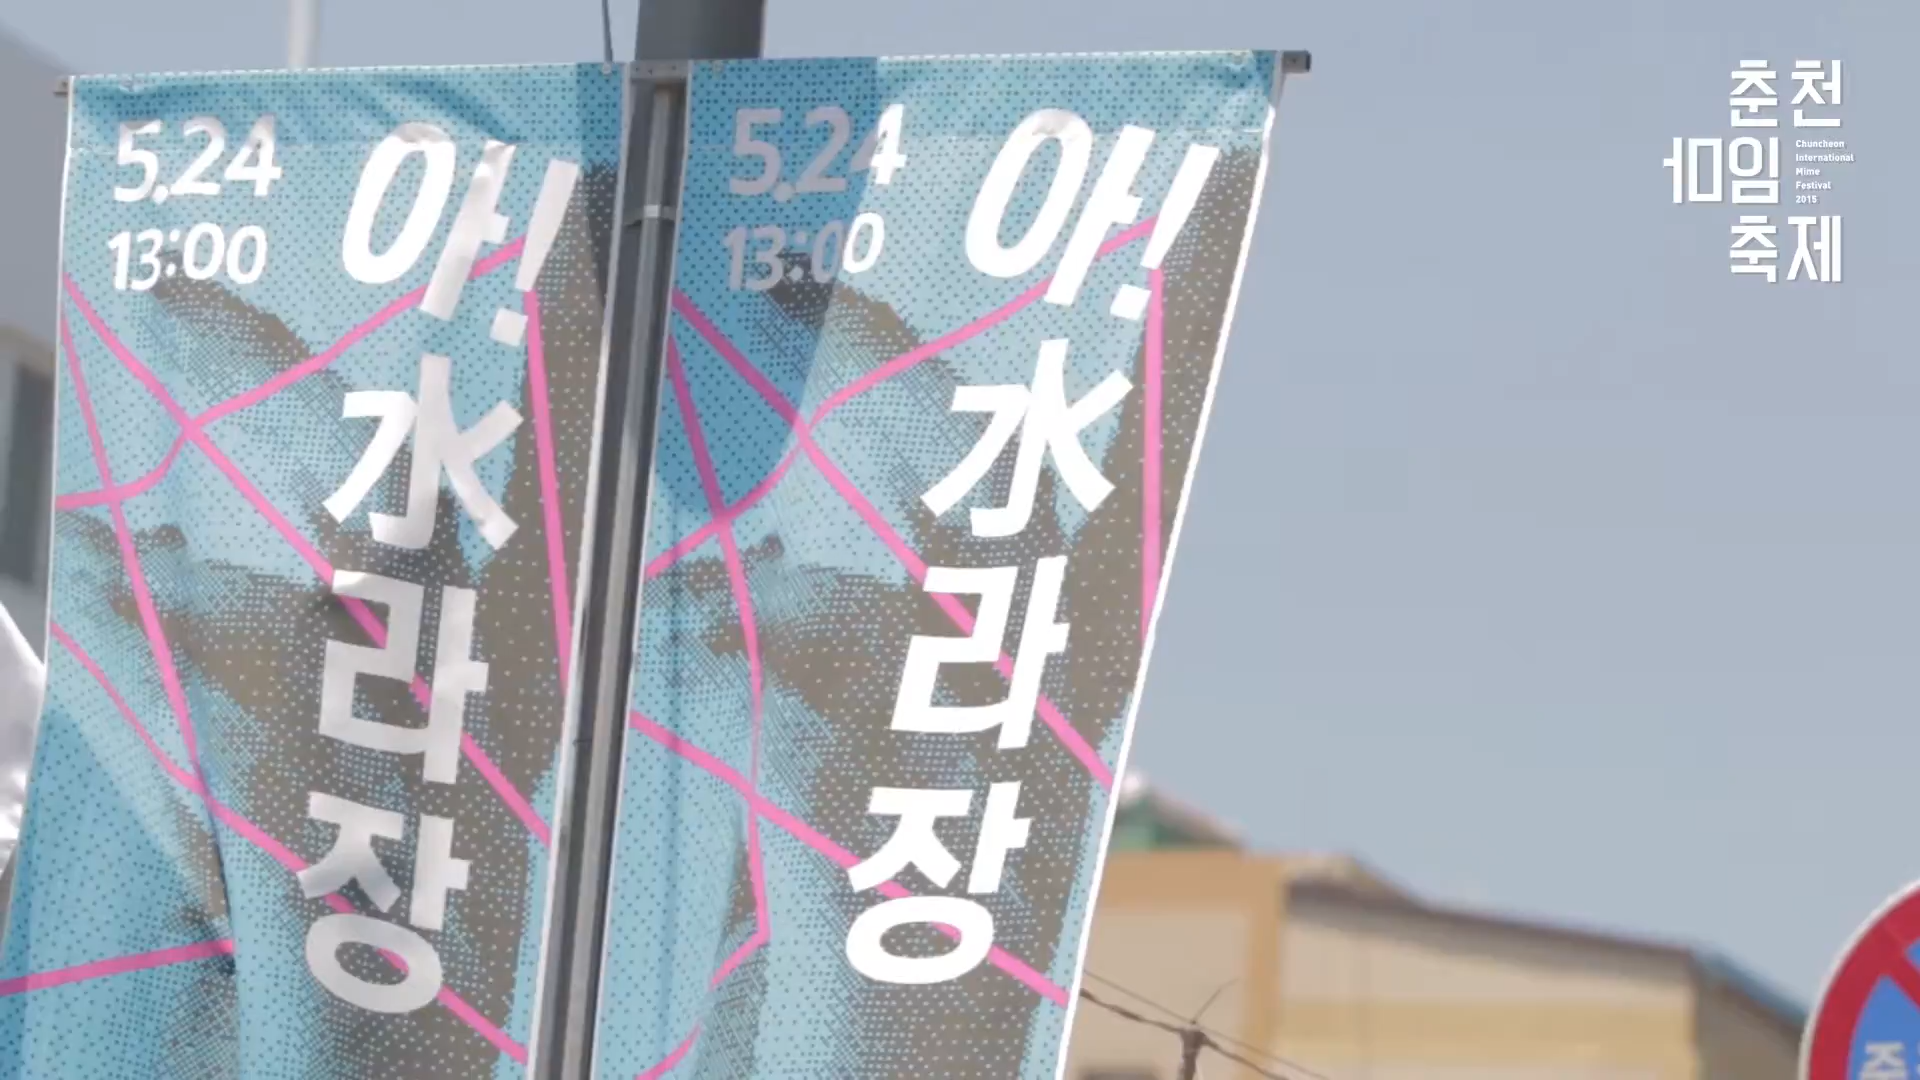 5.24
13:00
야!
水
라
장
5.24
13:00
야!
水
라
장
춘천
마임
Chuncheon
International
Mime
Festival
2015
축제